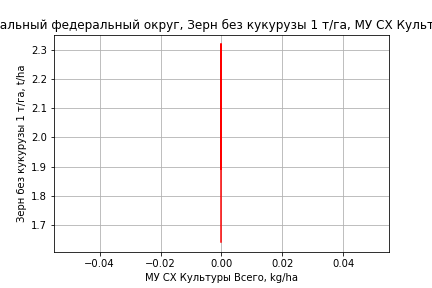 альный федеральный округ, Зерн без кукурузы 1 т/га, МУ СХ Культ
2.3
2.2
2.1
2.0
1.9
1.8
1.7
Зерн без кукурузы 1 т/га, t/ha
−0.04 −0.02 0.00 0.02 0.04
МУ СХ Культуры Всего, kg/ha